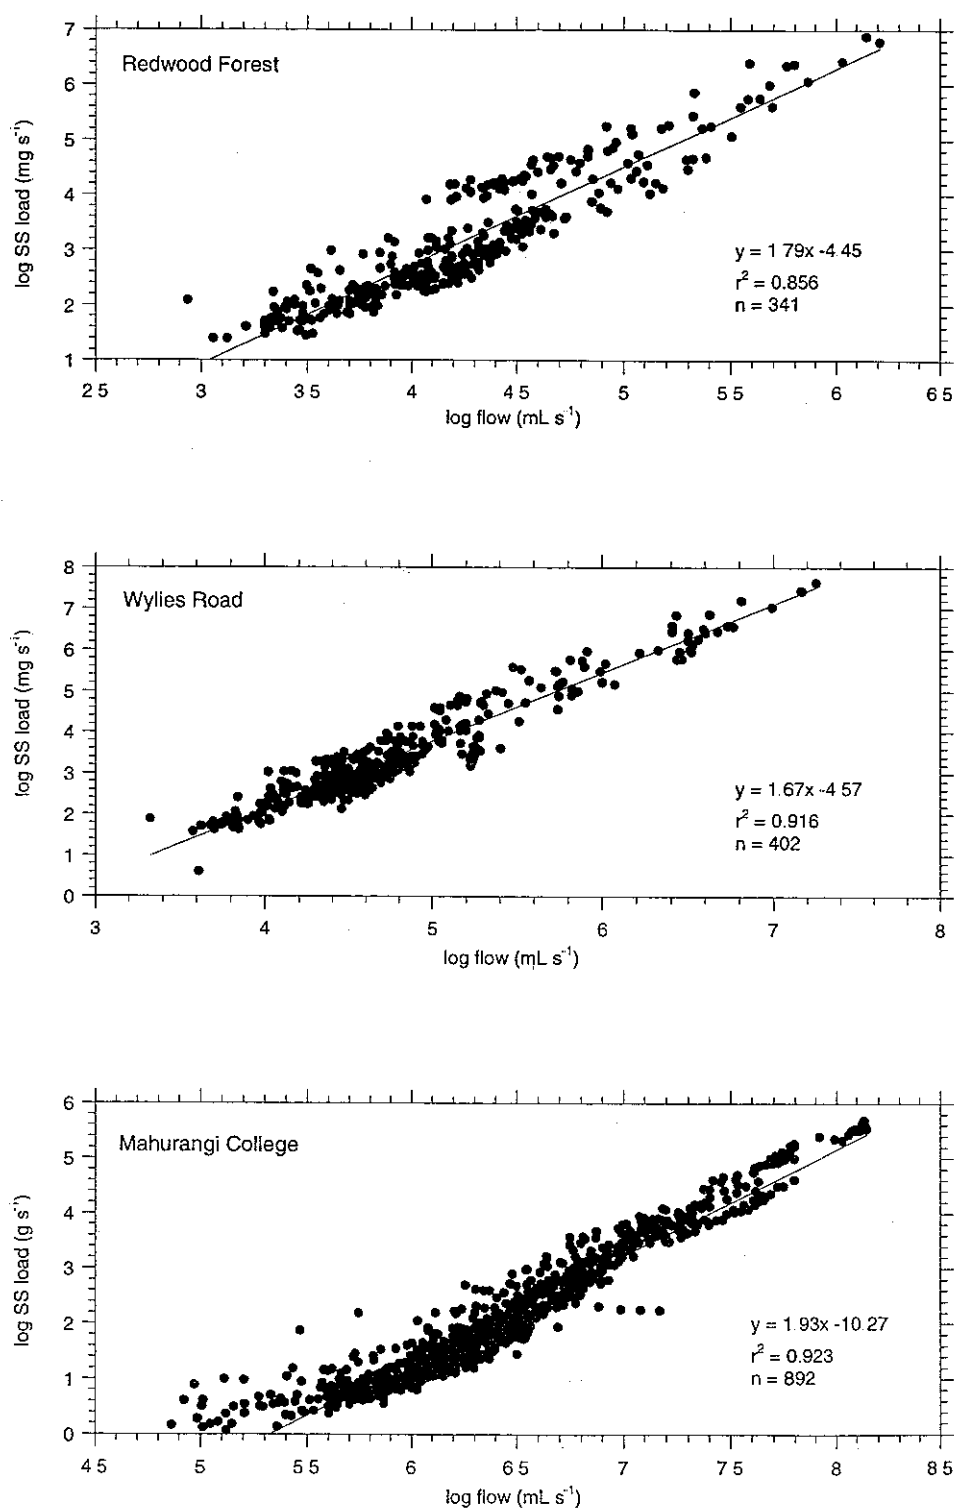 7
Redwood Forest
6
5
4
3
2
1
log SS load (mg s⁻¹)
y = 1 79x -4 45
r² = 0.856
n = 341
2 5 3 3 5 4 4 5 5 5 5 6 6 5
log flow (mL s⁻¹)
8
Wylies Road
7
6
5
4
3
2
1
0
log SS load (mg s⁻¹)
y = 1.67x -4 57
r² = 0.916
n = 402
3 4 5 6 7 8
log flow (mL s⁻¹)
6
Mahurangi College
5
4
3
2
1
0
log SS load (g s⁻¹)
y = 1.93x -10.27
r² = 0.923
n = 892
4 5 5 5 5 6 6 5 7 7 5 8 8 5
log flow (mL s⁻¹)